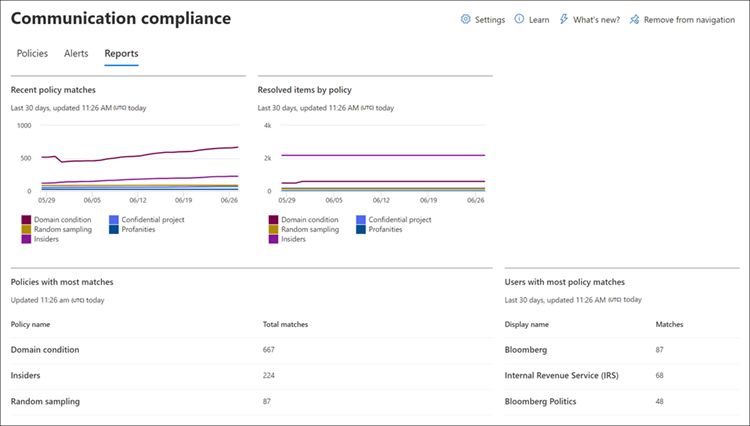 Communication compliance
Settings
Learn
What's new?
Remove from navigation
Policies
Alerts
Reports
Recent policy matches
Last 30 days, updated 11:26 AM (UTC) today
1000
500
0
05/29
06/05
06/12
06/19
06/26
Domain condition
Confidential project
Random sampling
Profanities
Insiders
Resolved items by policy
Last 30 days, updated 11:26 AM (UTC) today
4k
2k
0
05/29
06/05
06/12
06/19
06/26
Domain condition
Confidential project
Random sampling
Profanities
Insiders
Policies with most matches
Updated 11:26 am (UTC) today
Policy name Total matches
Domain condition 667
Insiders 224
Random sampling 87
Users with most policy matches
Last 30 days, updated 11:26 AM (UTC) today
Display name Matches
Bloomberg 87
Internal Revenue Service (IRS) 68
Bloomberg Politics 48